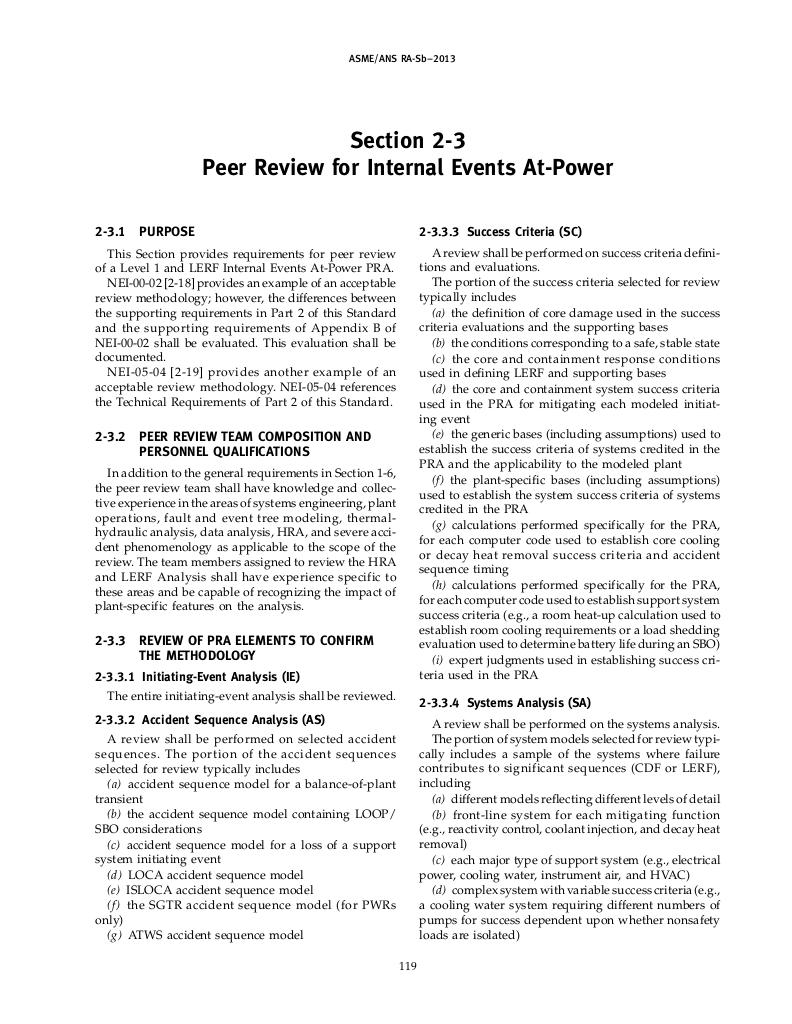 ASME/ANS RA-Sb–2013
Section 2-3
Peer Review for Internal Events At-Power
2-3.1 PURPOSE
This Section provides requirements for peer review
of a Level 1 and LERF Internal Events At-Power PRA.
NEI-00-02 [2-18] provides an example of an acceptable
review methodology; however, the differences between
the supporting requirements in Part 2 of this Standard
and the supporting requirements of Appendix B of
NEI-00-02 shall be evaluated. This evaluation shall be
documented.
NEI-05-04 [2-19] provides another example of an
acceptable review methodology. NEI-05-04 references
the Technical Requirements of Part 2 of this Standard.
2-3.2 PEER REVIEW TEAM COMPOSITION AND
PERSONNEL QUALIFICATIONS
In addition to the general requirements in Section 1-6,
the peer review team shall have knowledge and collec-
tive experience in the areas of systems engineering, plant
operations, fault and event tree modeling, thermal-
hydraulic analysis, data analysis, HRA, and severe acci-
dent phenomenology as applicable to the scope of the
review. The team members assigned to review the HRA
and LERF Analysis shall have experience specific to
these areas and be capable of recognizing the impact of
plant-specific features on the analysis.
2-3.3 REVIEW OF PRA ELEMENTS TO CONFIRM
THE METHODOLOGY
2-3.3.1 Initiating-Event Analysis (IE)
The entire initiating-event analysis shall be reviewed.
2-3.3.2 Accident Sequence Analysis (AS)
A review shall be performed on selected accident
sequences. The portion of the accident sequences
selected for review typically includes
(a) accident sequence model for a balance-of-plant
transient
(b) the accident sequence model containing LOOP/
SBO considerations
(c) accident sequence model for a loss of a support
system initiating event
(d) LOCA accident sequence model
(e) ISLOCA accident sequence model
(f) the SGTR accident sequence model (for PWRs
only)
(g) ATWS accident sequence model
2-3.3.3 Success Criteria (SC)
A review shall be performed on success criteria defini-
tions and evaluations.
The portion of the success criteria selected for review
typically includes
(a) the definition of core damage used in the success
criteria evaluations and the supporting bases
(b) the conditions corresponding to a safe, stable state
(c) the core and containment response conditions
used in defining LERF and supporting bases
(d) the core and containment system success criteria
used in the PRA for mitigating each modeled initiat-
ing event
(e) the generic bases (including assumptions) used to
establish the success criteria of systems credited in the
PRA and the applicability to the modeled plant
(f) the plant-specific bases (including assumptions)
used to establish the system success criteria of systems
credited in the PRA
(g) calculations performed specifically for the PRA,
for each computer code used to establish core cooling
or decay heat removal success criteria and accident
sequence timing
(h) calculations performed specifically for the PRA,
for each computer code used to establish support system
success criteria (e.g., a room heat-up calculation used to
establish room cooling requirements or a load shedding
evaluation used to determine battery life during an SBO)
(i) expert judgments used in establishing success cri-
teria used in the PRA
2-3.3.4 Systems Analysis (SA)
A review shall be performed on the systems analysis.
The portion of system models selected for review typi-
cally includes a sample of the systems where failure
contributes to significant sequences (CDF or LERF),
including
(a) different models reflecting different levels of detail
(b) front-line system for each mitigating function
(e.g., reactivity control, coolant injection, and decay heat
removal)
(c) each major type of support system (e.g., electrical
power, cooling water, instrument air, and HVAC)
(d) complex system with variable success criteria (e.g.,
a cooling water system requiring different numbers of
pumps for success dependent upon whether nonsafety
loads are isolated)
119